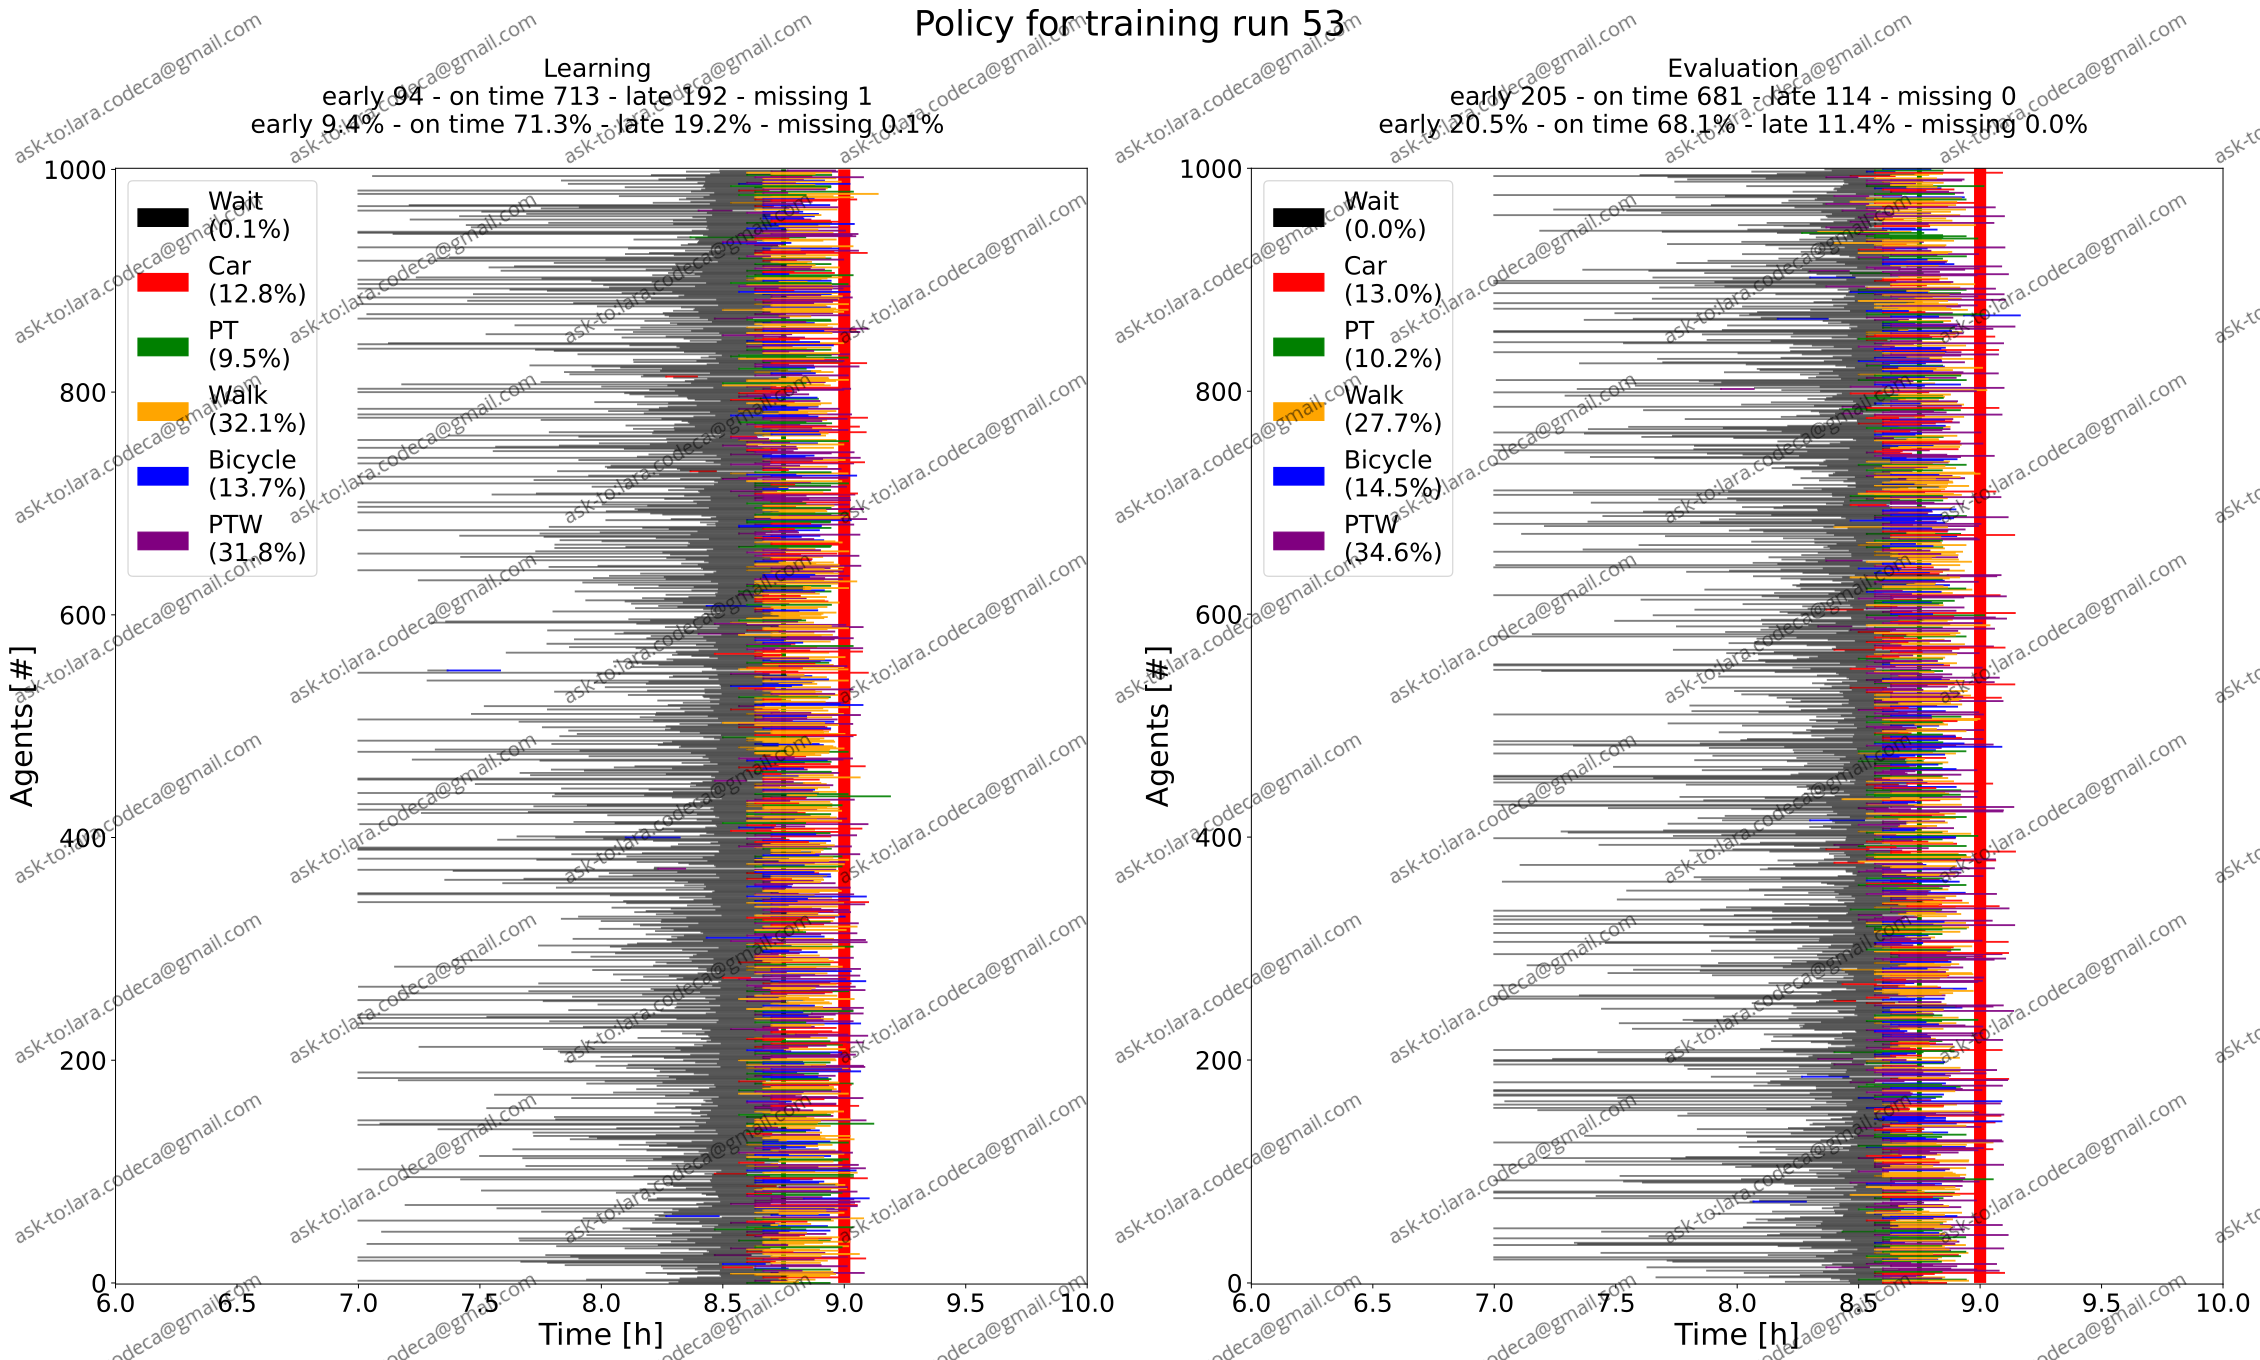 Policy for training run 53
Learning
early 94 - on time 713 - late 192 - missing 1
early 9.4% - on time 71.3% - late 19.2% - missing 0.1%
1000
800
600
400
200
0
Agents [#]
Wait
(0.1%)
Car
(12.8%)
PT
(9.5%)
Walk
(32.1%)
Bicycle
(13.7%)
PTW
(31.8%)
6.0 6.5 7.0 7.5 8.0 8.5 9.0 9.5 10.0
Time [h]
Evaluation
early 205 - on time 681 - late 114 - missing 0
early 20.5% - on time 68.1% - late 11.4% - missing 0.0%
1000
800
600
400
200
0
Agents [#]
Wait
(0.0%)
Car
(13.0%)
PT
(10.2%)
Walk
(27.7%)
Bicycle
(14.5%)
PTW
(34.6%)
6.0 6.5 7.0 7.5 8.0 8.5 9.0 9.5 10.0
Time [h]
ask-to:lara.codeca@gmail.com